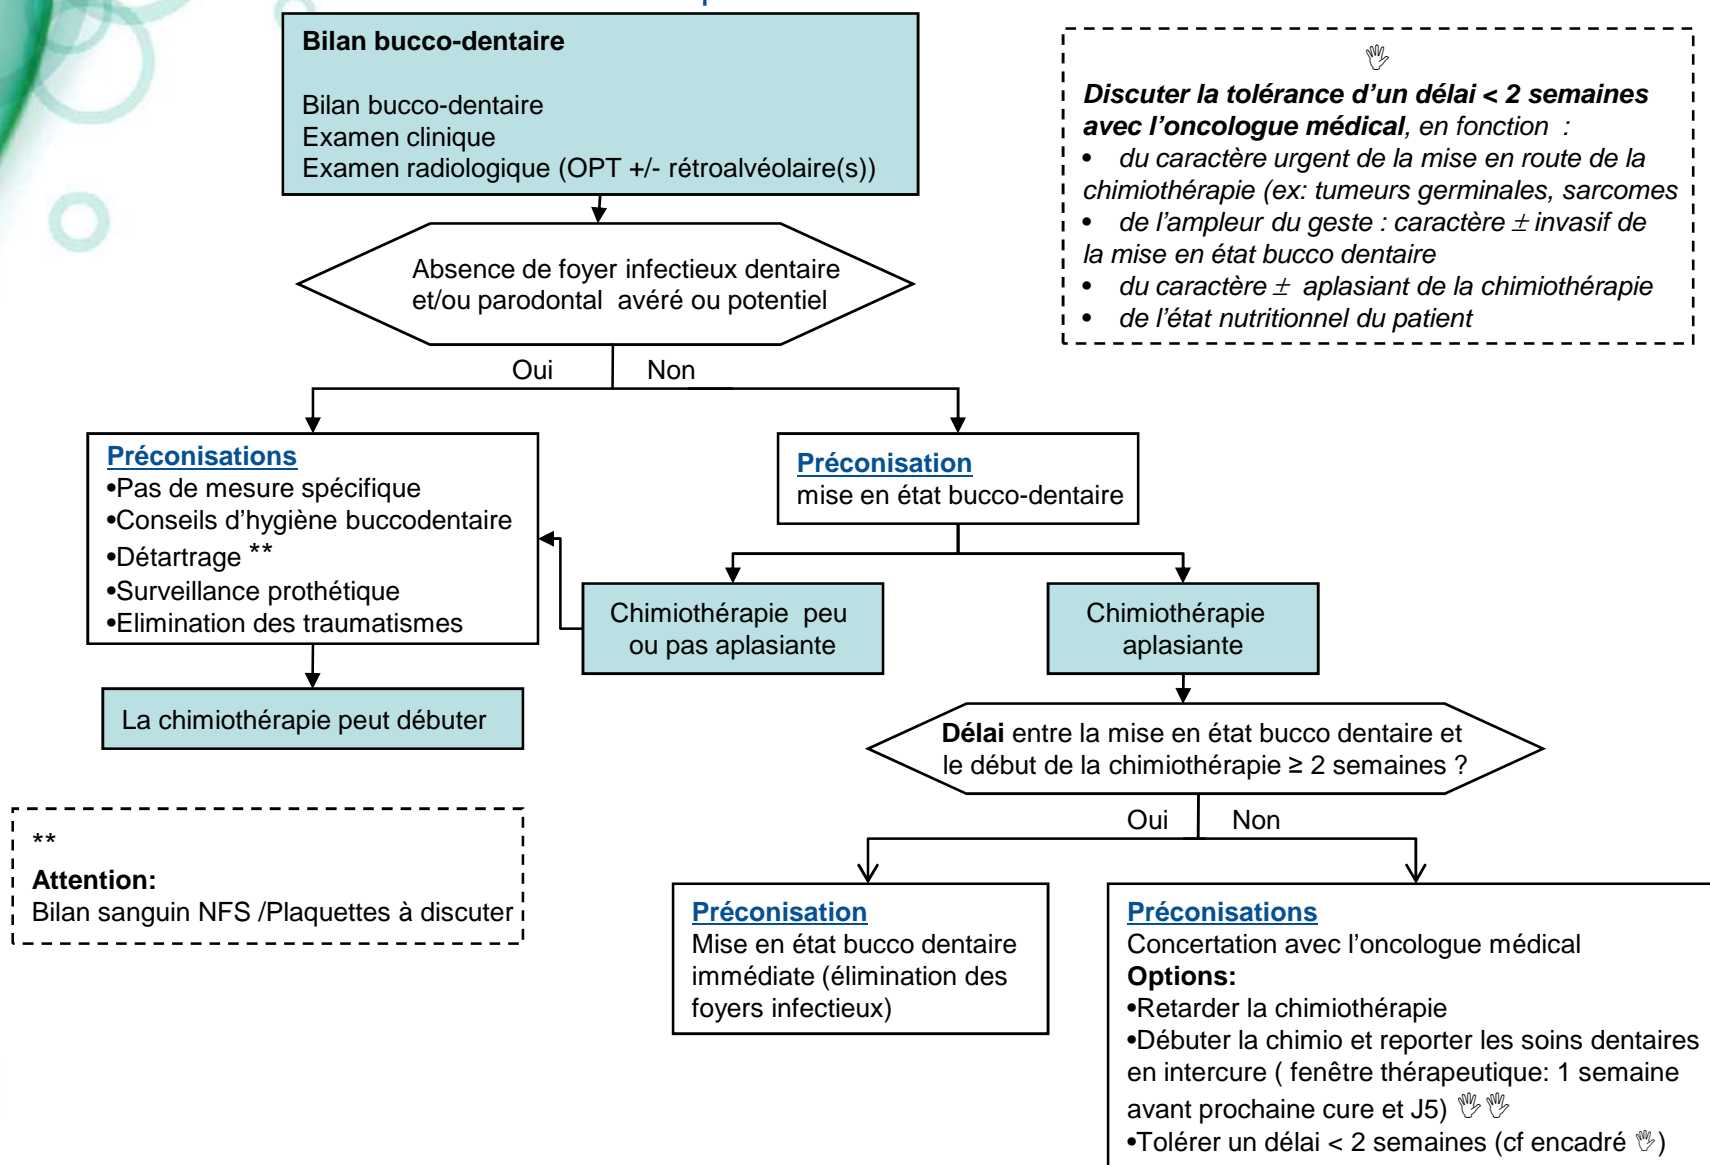 Bilan bucco-dentaire
Bilan bucco-dentaire
Examen clinique
Examen radiologique (OPT +/- rétroalvéolaire(s))
Discuter la tolérance d’un délai < 2 semaines
avec l’oncologue médical, en fonction :
• du caractère urgent de la mise en route de la
chimiothérapie (ex: tumeurs germinales, sarcomes
• de l’ampleur du geste : caractère ± invasif de
la mise en état bucco dentaire
• du caractère ± aplasiant de la chimiothérapie
• de l’état nutritionnel du patient
Absence de foyer infectieux dentaire
et/ou parodontal avéré ou potentiel
Oui
Non
Préconisations
•Pas de mesure spécifique
•Conseils d’hygiène buccodentaire
•Détartrage **
•Surveillance prothétique
•Elimination des traumatismes
Préconisation
mise en état bucco-dentaire
Chimiothérapie peu
ou pas aplasiante
Chimiothérapie
aplasiante
La chimiothérapie peut débuter
Délai entre la mise en état bucco dentaire et
le début de la chimiothérapie ≥ 2 semaines ?
Oui
Non
**
Attention:
Bilan sanguin NFS /Plaquettes à discuter
Préconisation
Mise en état bucco dentaire
immédiate (élimination des
foyers infectieux)
Préconisations
Concertation avec l’oncologue médical
Options:
•Retarder la chimiothérapie
•Débuter la chimio et reporter les soins dentaires
en intercure ( fenêtre thérapeutique: 1 semaine
avant prochaine cure et J5) 🖐🖐
•Tolérer un délai < 2 semaines (cf encadré 🖐)